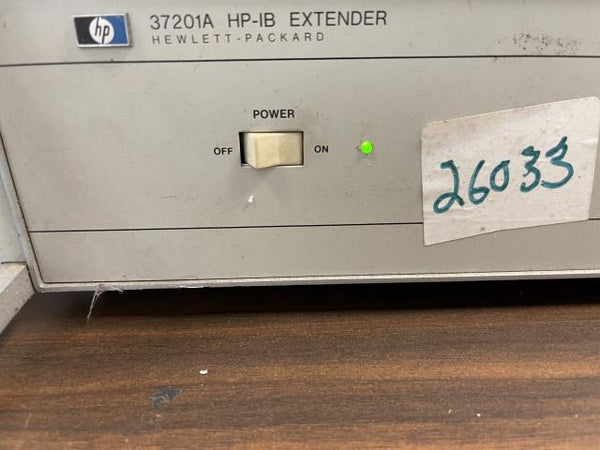 hp
37201A HP-IB EXTENDER
HEWLETT-PACKARD
POWER
OFF ON
26033